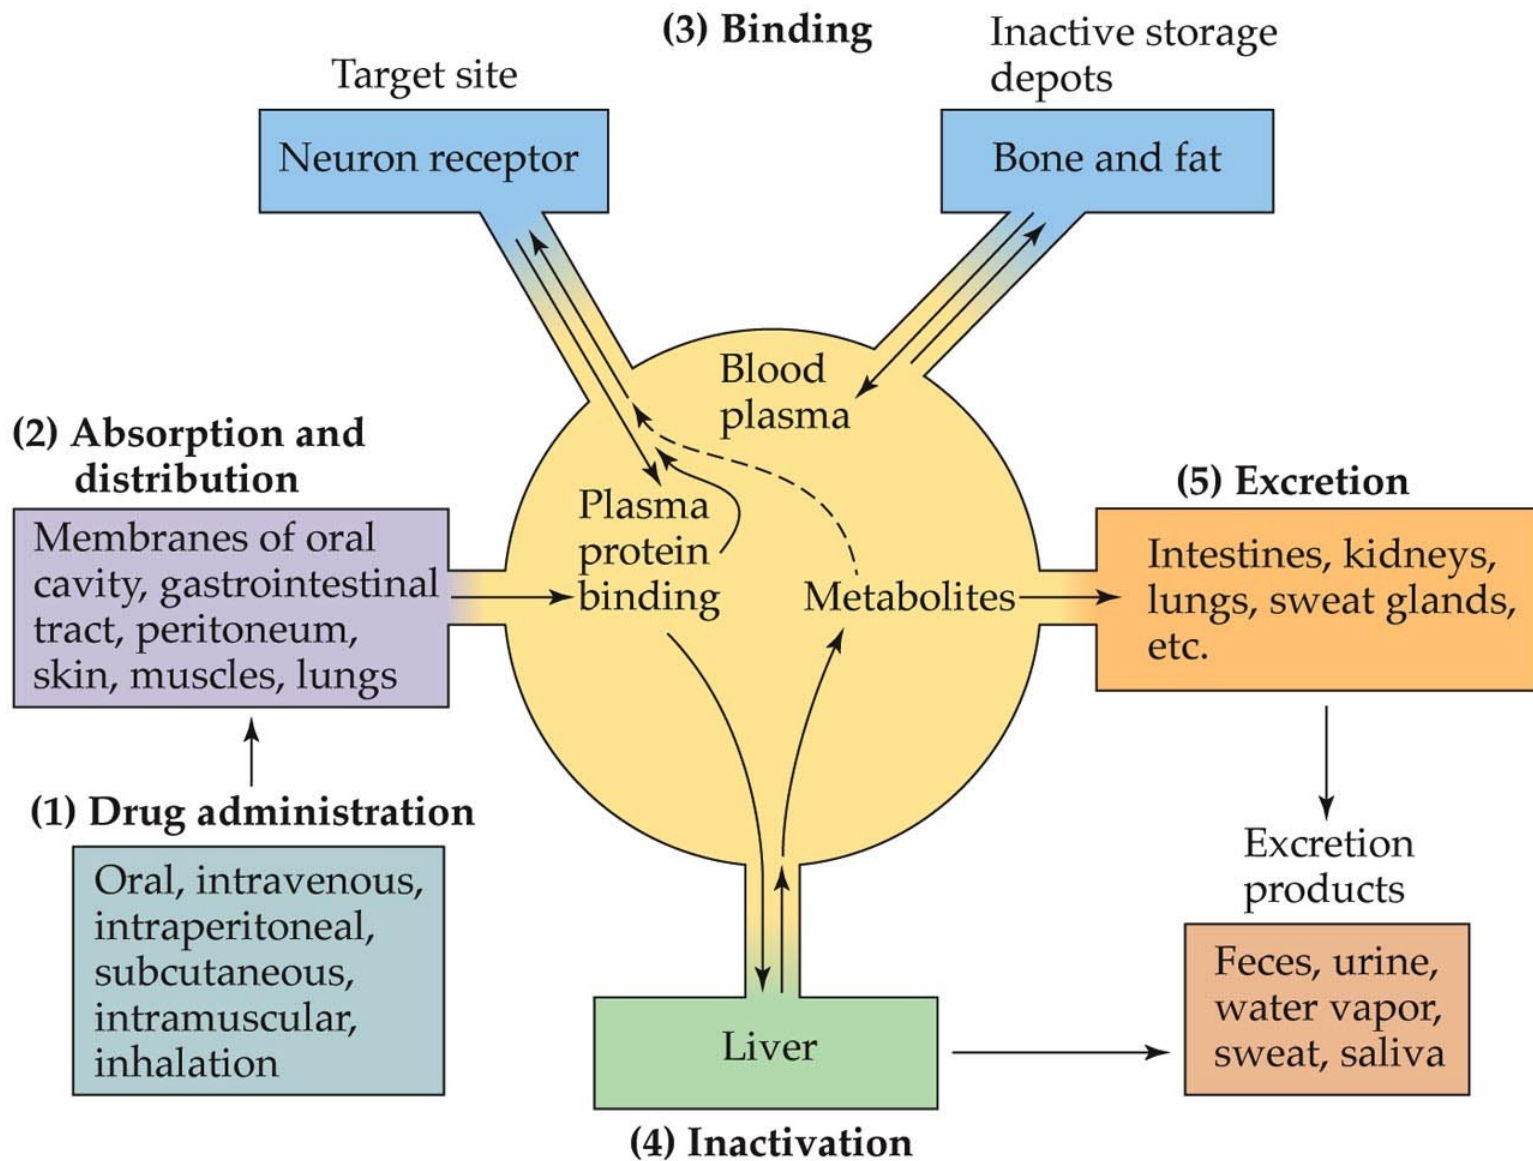 (3) Binding
Target site
Neuron receptor
Inactive storage
depots
Bone and fat
Blood
plasma
(2) Absorption and
distribution
Membranes of oral
cavity, gastrointestinal
tract, peritoneum,
skin, muscles, lungs
Plasma
protein
binding
Metabolites
(5) Excretion
Intestines, kidneys,
lungs, sweat glands,
etc.
(1) Drug administration
Oral, intravenous,
intraperitoneal,
subcutaneous,
intramuscular,
inhalation
Excretion
products
Feces, urine,
water vapor,
sweat, saliva
Liver
(4) Inactivation